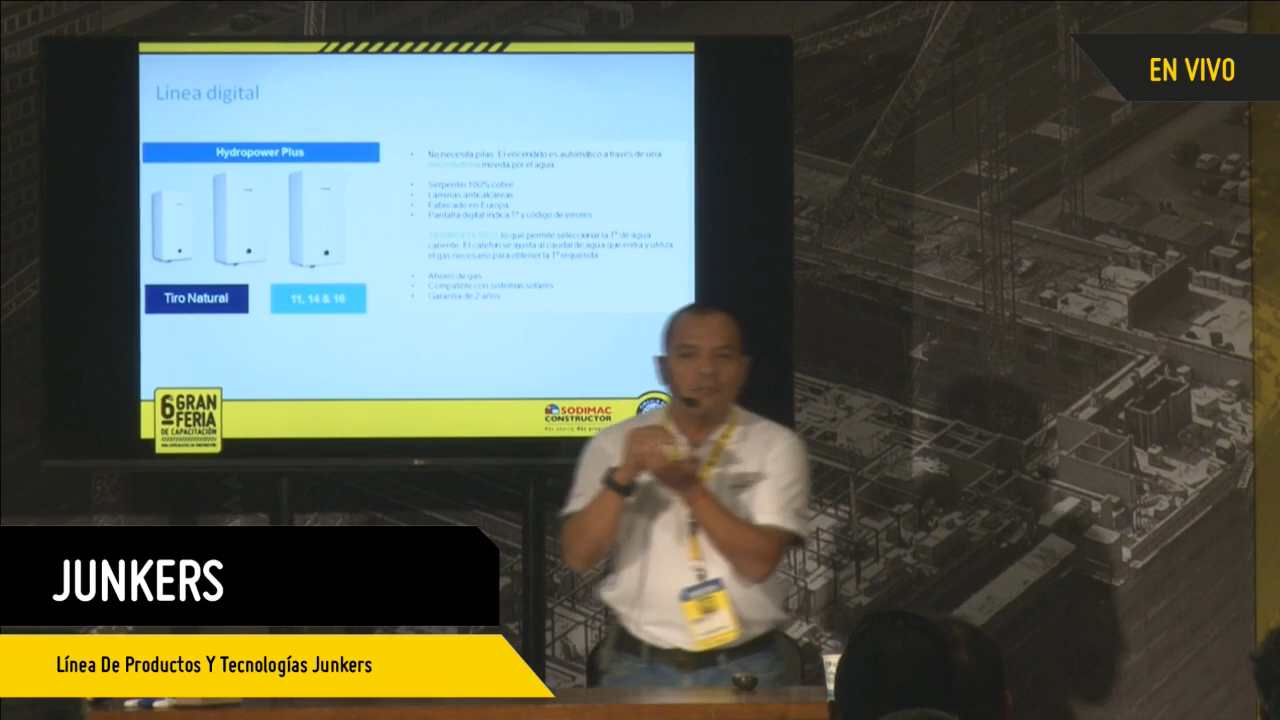 EN VIVO
Línea digital
Hydropower Plus
Tiro Natural
11, 14 & 16
• No necesita pilas. El encendido es automático a través de una
movida por el agua
• Serpentín 100% cobre
• Láminas anticalcáreas
• Fabricado en Europa
• Pantalla digital indica Tº y código de errores
lo que permite seleccionar la Tº de agua
caliente. El calefón se ajusta al caudal de agua que entra y utiliza
el gas necesario para obtener la Tº requerida
• Ahorro de gas
• Compatible con sistemas solares
• Garantía de 2 años
6 GRAN
FERIA
DE CAPACITACIÓN
SODIMAC
CONSTRUCTOR
LG
JUNKERS
Línea De Productos Y Tecnologías Junkers